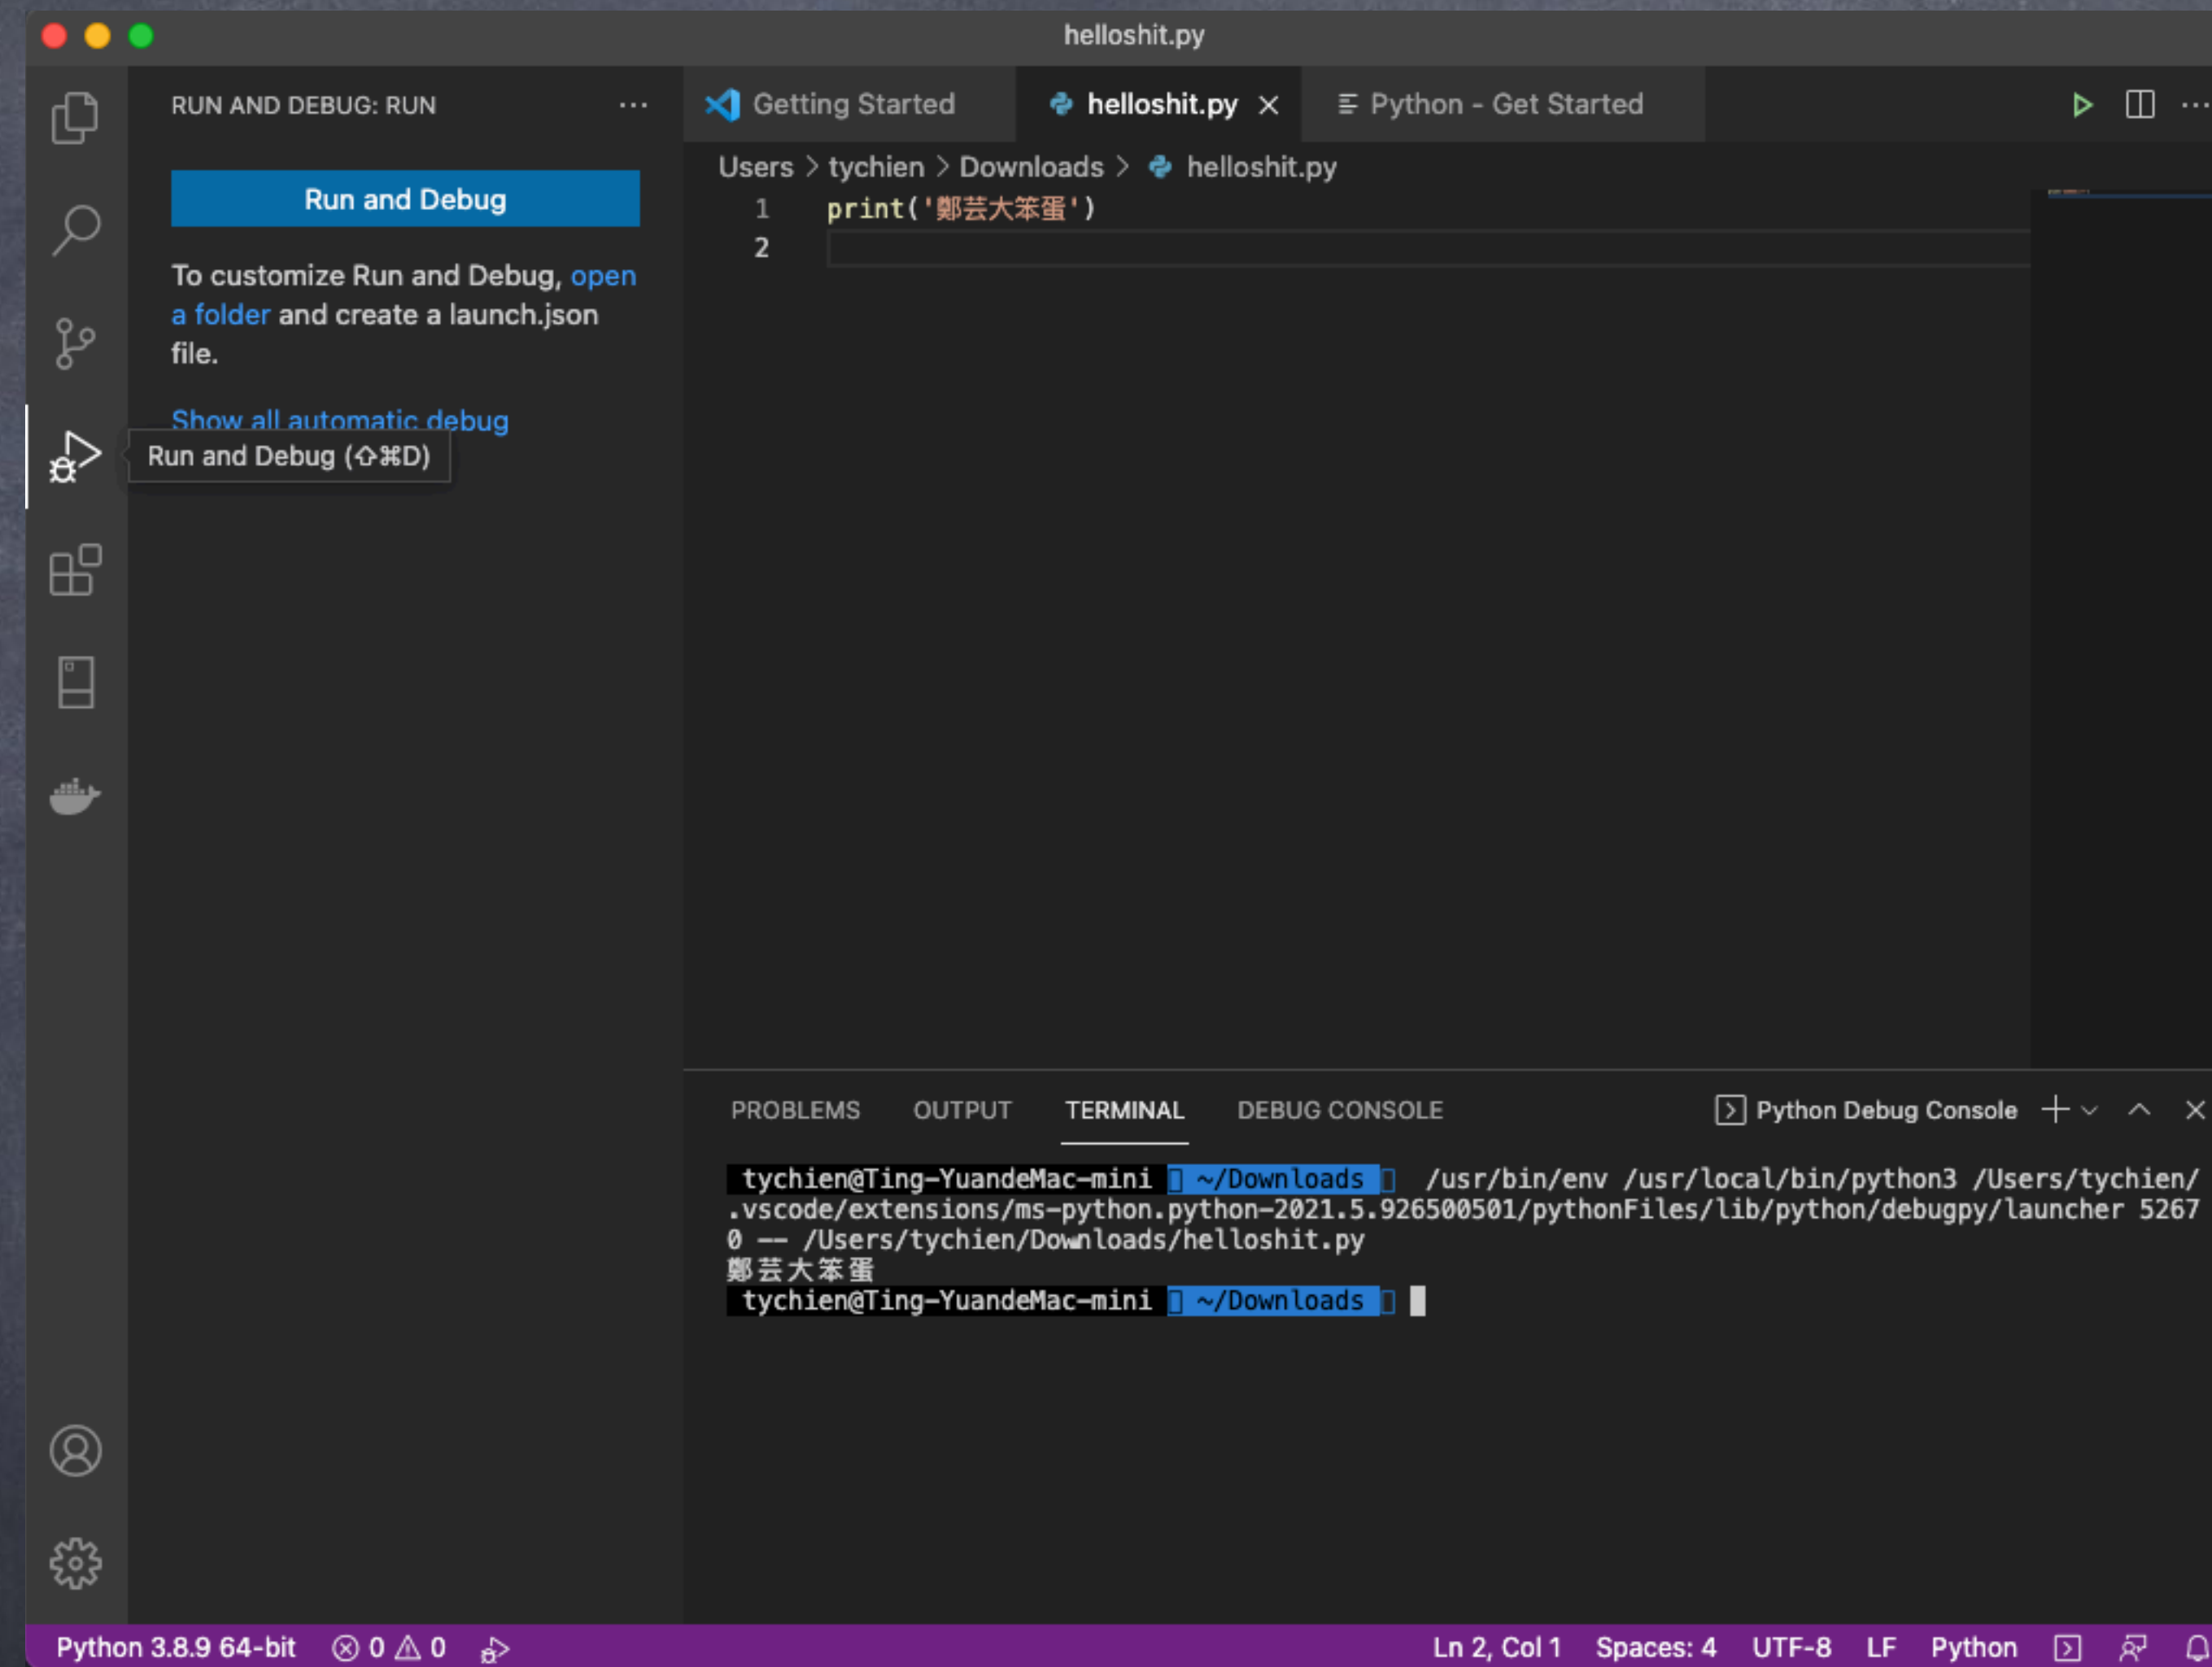 helloshit.py
RUN AND DEBUG: RUN
Getting Started
helloshit.py
Python - Get Started
Run and Debug
To customize Run and Debug, open
a folder and create a launch.json
file.
Show all automatic debug
Run and Debug (⇧⌘D)
Users > tychien > Downloads > helloshit.py
1 print('鄭芸大笨蛋')
2
PROBLEMS OUTPUT TERMINAL DEBUG CONSOLE
Python Debug Console
tychien@Ting-YuandeMac-mini ~/Downloads /usr/bin/env /usr/local/bin/python3 /Users/tychien/
.vscode/extensions/ms-python.python-2021.5.926500501/pythonFiles/lib/python/debugpy/launcher 5267
0 -- /Users/tychien/Downloads/helloshit.py
鄭芸大笨蛋
tychien@Ting-YuandeMac-mini ~/Downloads
Python 3.8.9 64-bit 0 0
Ln 2, Col 1 Spaces: 4 UTF-8 LF Python